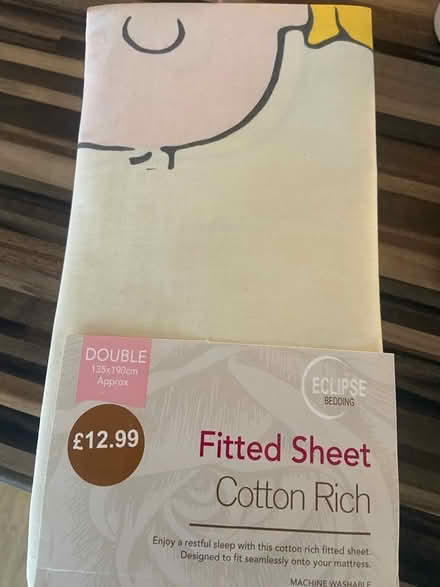 DOUBLE
135x190cm
Approx
ECLIPSE
BEDDING
£12.99
Fitted Sheet
Cotton Rich
Enjoy a restful sleep with this cotton rich fitted sheet.
Designed to fit seamlessly onto your mattress.
MACHINE WASHABLE